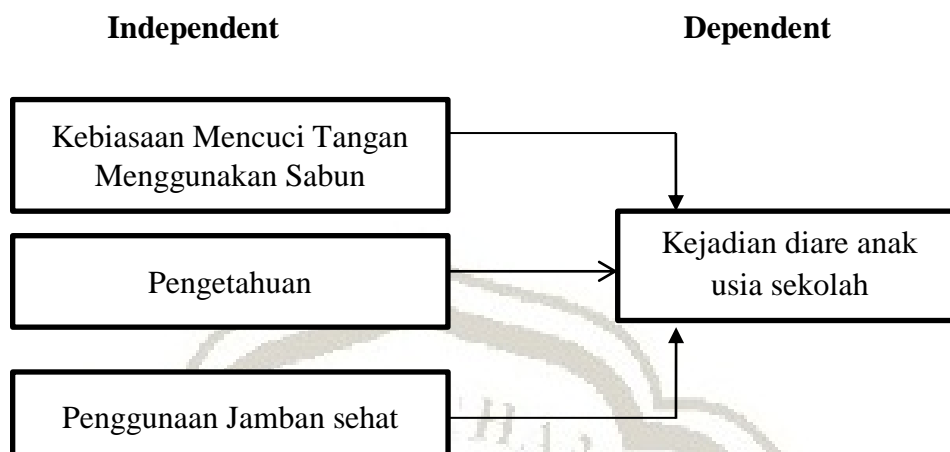 Independent
Dependent
Kebiasaan Mencuci Tangan
Menggunakan Sabun
Pengetahuan
Penggunaan Jamban sehat
Kejadian diare anak
usia sekolah